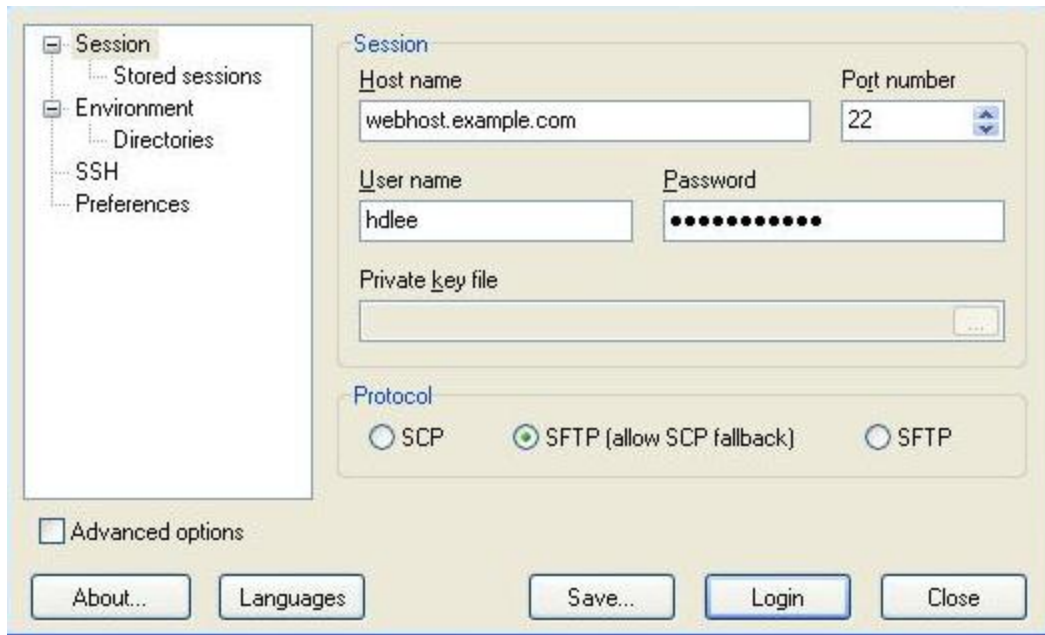 Session
Stored sessions
Environment
Directories
SSH
Preferences
Session
Host name
Port number
webhost.example.com
22
User name
Password
hdlee
●●●●●●●●●●●
Private key file
...
Protocol
SCP
SFTP (allow SCP fallback)
SFTP
Advanced options
About...
Languages
Save...
Login
Close